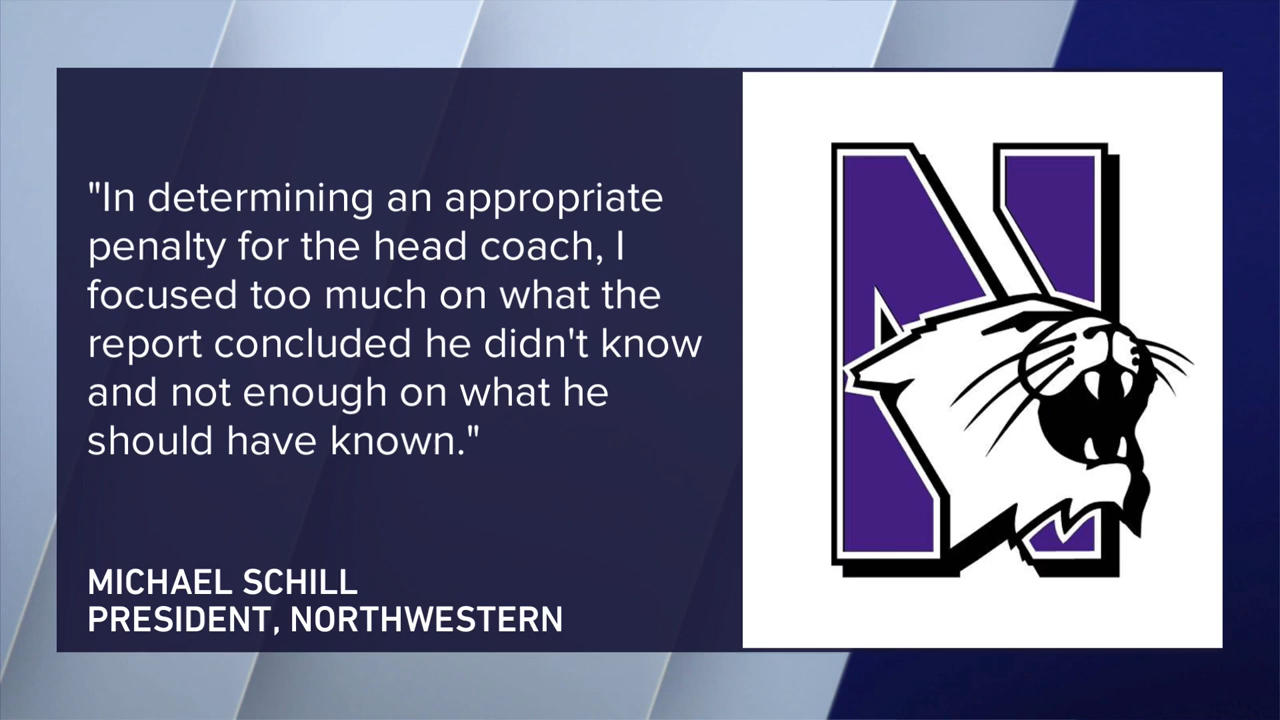 "In determining an appropriate
penalty for the head coach, I
focused too much on what the
report concluded he didn't know
and not enough on what he
should have known."
MICHAEL SCHILL
PRESIDENT, NORTHWESTERN
N